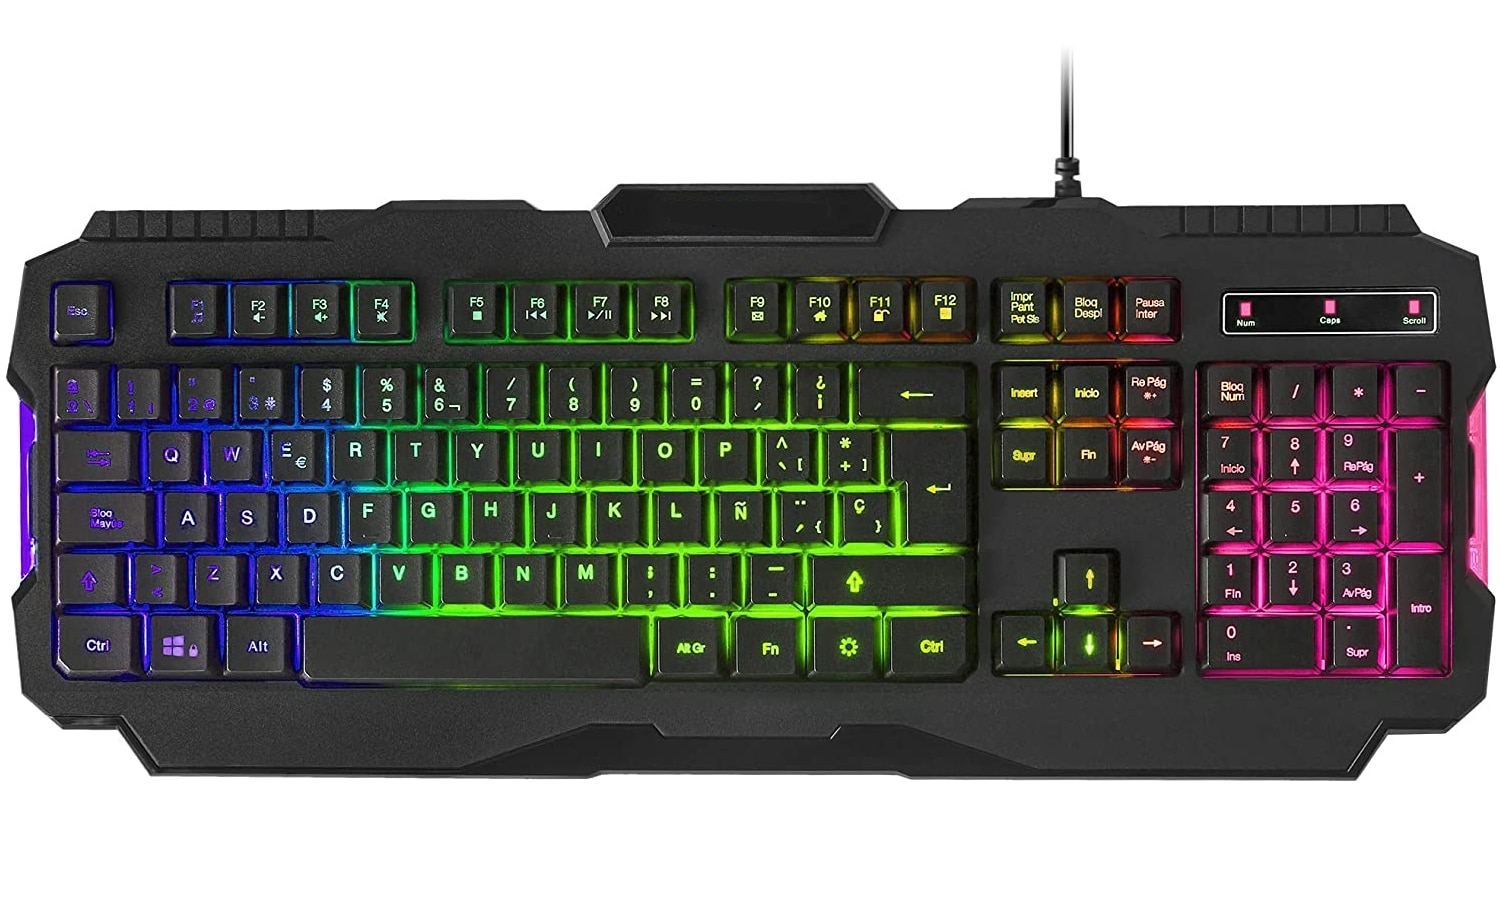 Esc F1 F2 F3 F4 F5 F6 F7 F8 F9 F10 F11 F12
Impr Pant Pet Sis
Bloq Despl
Pausa Inter
Num Caps Scroll
! 1 | " 2 @ · 3 # $ 4 % 5 & 6 ¬ / 7 ( 8 ) 9 = 0 ? ' ¿ ¡
Insert Inicio Re Pág
Bloq Num / * -
Q W E € R T Y U I O P ^ ` [ * + ]
Supr Fin Av Pág
7 Inicio 8 9 RePág +
Bloq Mayús A S D F G H J K L Ñ ¨ ´ { Ç }
4 5 6
> < Z X C V B N M ; , : . _ -
1 Fin 2 3 AvPág Intro
Ctrl Alt Alt Gr Fn Ctrl
0 Ins . Supr